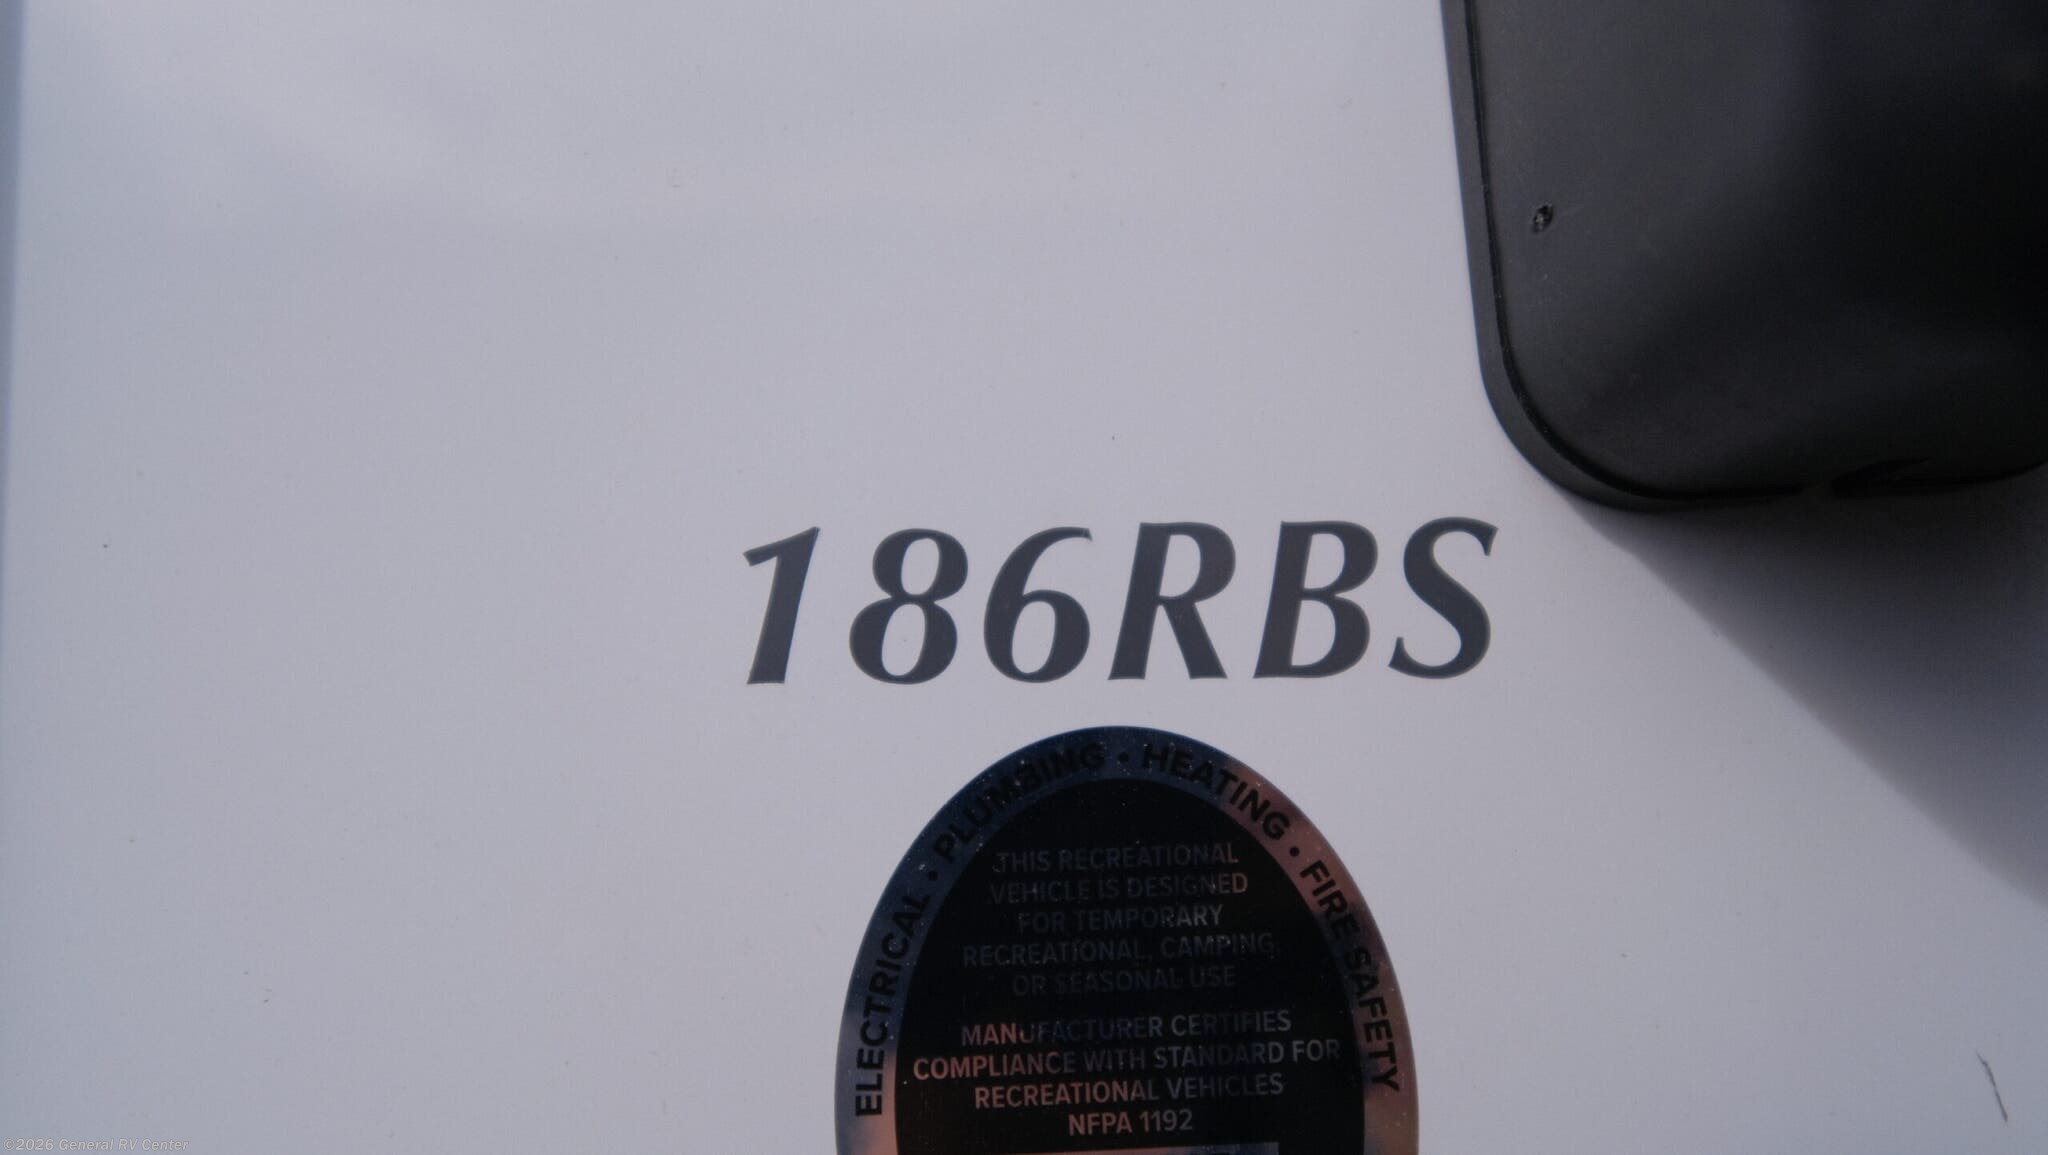 186RBS
ELECTRICAL • PLUMBING • HEATING • FIRE SAFETY
THIS RECREATIONAL
VEHICLE IS DESIGNED
FOR TEMPORARY
RECREATIONAL, CAMPING,
OR SEASONAL USE
MANUFACTURER CERTIFIES
COMPLIANCE WITH STANDARD FOR
RECREATIONAL VEHICLES
NFPA 1192
©2026 General RV Center